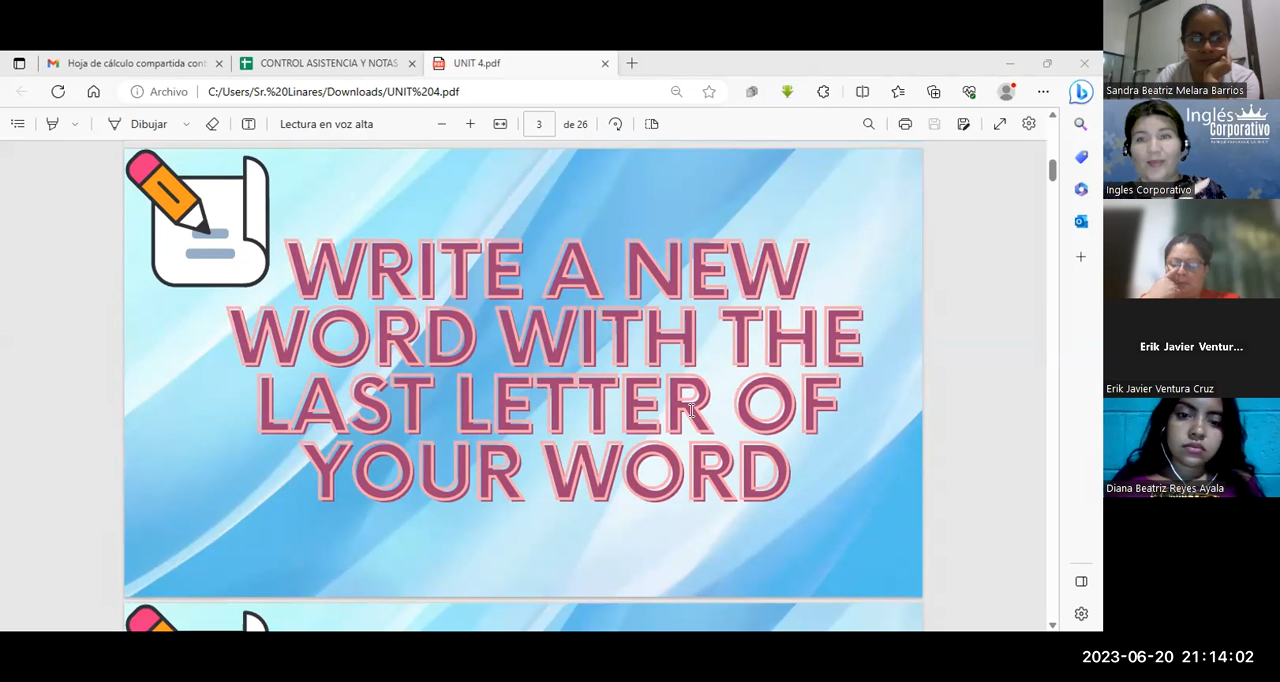 Hoja de cálculo compartida con
CONTROL ASISTENCIA Y NOTAS
UNIT 4.pdf
Archivo
C:/Users/Sr.%20Linares/Downloads/UNIT%204.pdf
Dibujar
Lectura en voz alta
3
de 26
WRITE A NEW
WORD WITH THE
LAST LETTER OF
YOUR WORD
Sandra Beatriz Melara Barrios
Inglés
Corporativo
Ingles Corporativo
Erik Javier Ventur...
Erik Javier Ventura Cruz
Diana Beatriz Reyes Ayala
2023-06-20 21:14:02